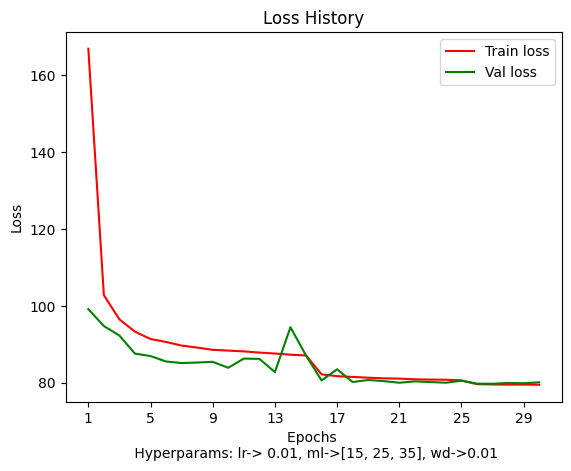 Loss History
Train loss
Val loss
160
140
120
100
80
Loss
1 5 9 13 17 21 25 29
Epochs
Hyperparams: lr-> 0.01, ml->[15, 25, 35], wd->0.01